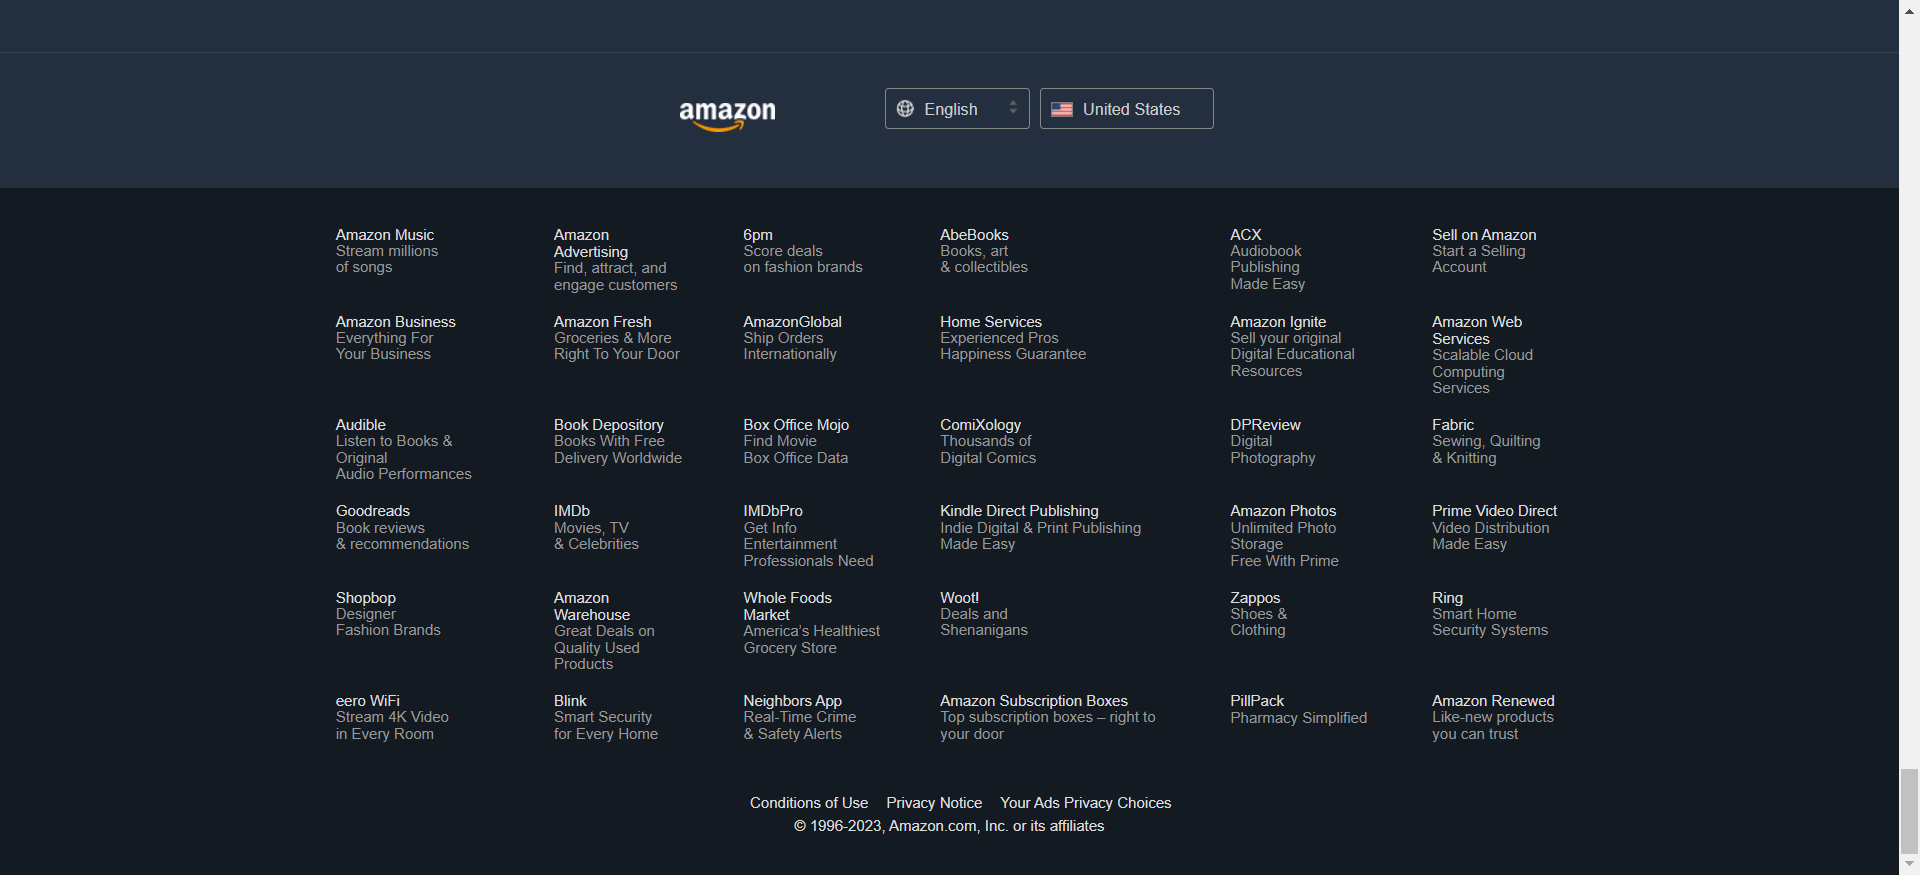 amazon
English
United States
Amazon Music
Stream millions
of songs
Amazon
Advertising
Find, attract, and
engage customers
6pm
Score deals
on fashion brands
AbeBooks
Books, art
& collectibles
ACX
Audiobook
Publishing
Made Easy
Sell on Amazon
Start a Selling
Account
Amazon Business
Everything For
Your Business
Amazon Fresh
Groceries & More
Right To Your Door
AmazonGlobal
Ship Orders
Internationally
Home Services
Experienced Pros
Happiness Guarantee
Amazon Ignite
Sell your original
Digital Educational
Resources
Amazon Web
Services
Scalable Cloud
Computing
Services
Audible
Listen to Books &
Original
Audio Performances
Book Depository
Books With Free
Delivery Worldwide
Box Office Mojo
Find Movie
Box Office Data
ComiXology
Thousands of
Digital Comics
DPReview
Digital
Photography
Fabric
Sewing, Quilting
& Knitting
Goodreads
Book reviews
& recommendations
IMDb
Movies, TV
& Celebrities
IMDbPro
Get Info
Entertainment
Professionals Need
Kindle Direct Publishing
Indie Digital & Print Publishing
Made Easy
Amazon Photos
Unlimited Photo
Storage
Free With Prime
Prime Video Direct
Video Distribution
Made Easy
Shopbop
Designer
Fashion Brands
Amazon
Warehouse
Great Deals on
Quality Used
Products
Whole Foods
Market
America’s Healthiest
Grocery Store
Woot!
Deals and
Shenanigans
Zappos
Shoes &
Clothing
Ring
Smart Home
Security Systems
eero WiFi
Stream 4K Video
in Every Room
Blink
Smart Security
for Every Home
Neighbors App
Real-Time Crime
& Safety Alerts
Amazon Subscription Boxes
Top subscription boxes – right to
your door
PillPack
Pharmacy Simplified
Amazon Renewed
Like-new products
you can trust
Conditions of Use Privacy Notice Your Ads Privacy Choices
© 1996-2023, Amazon.com, Inc. or its affiliates